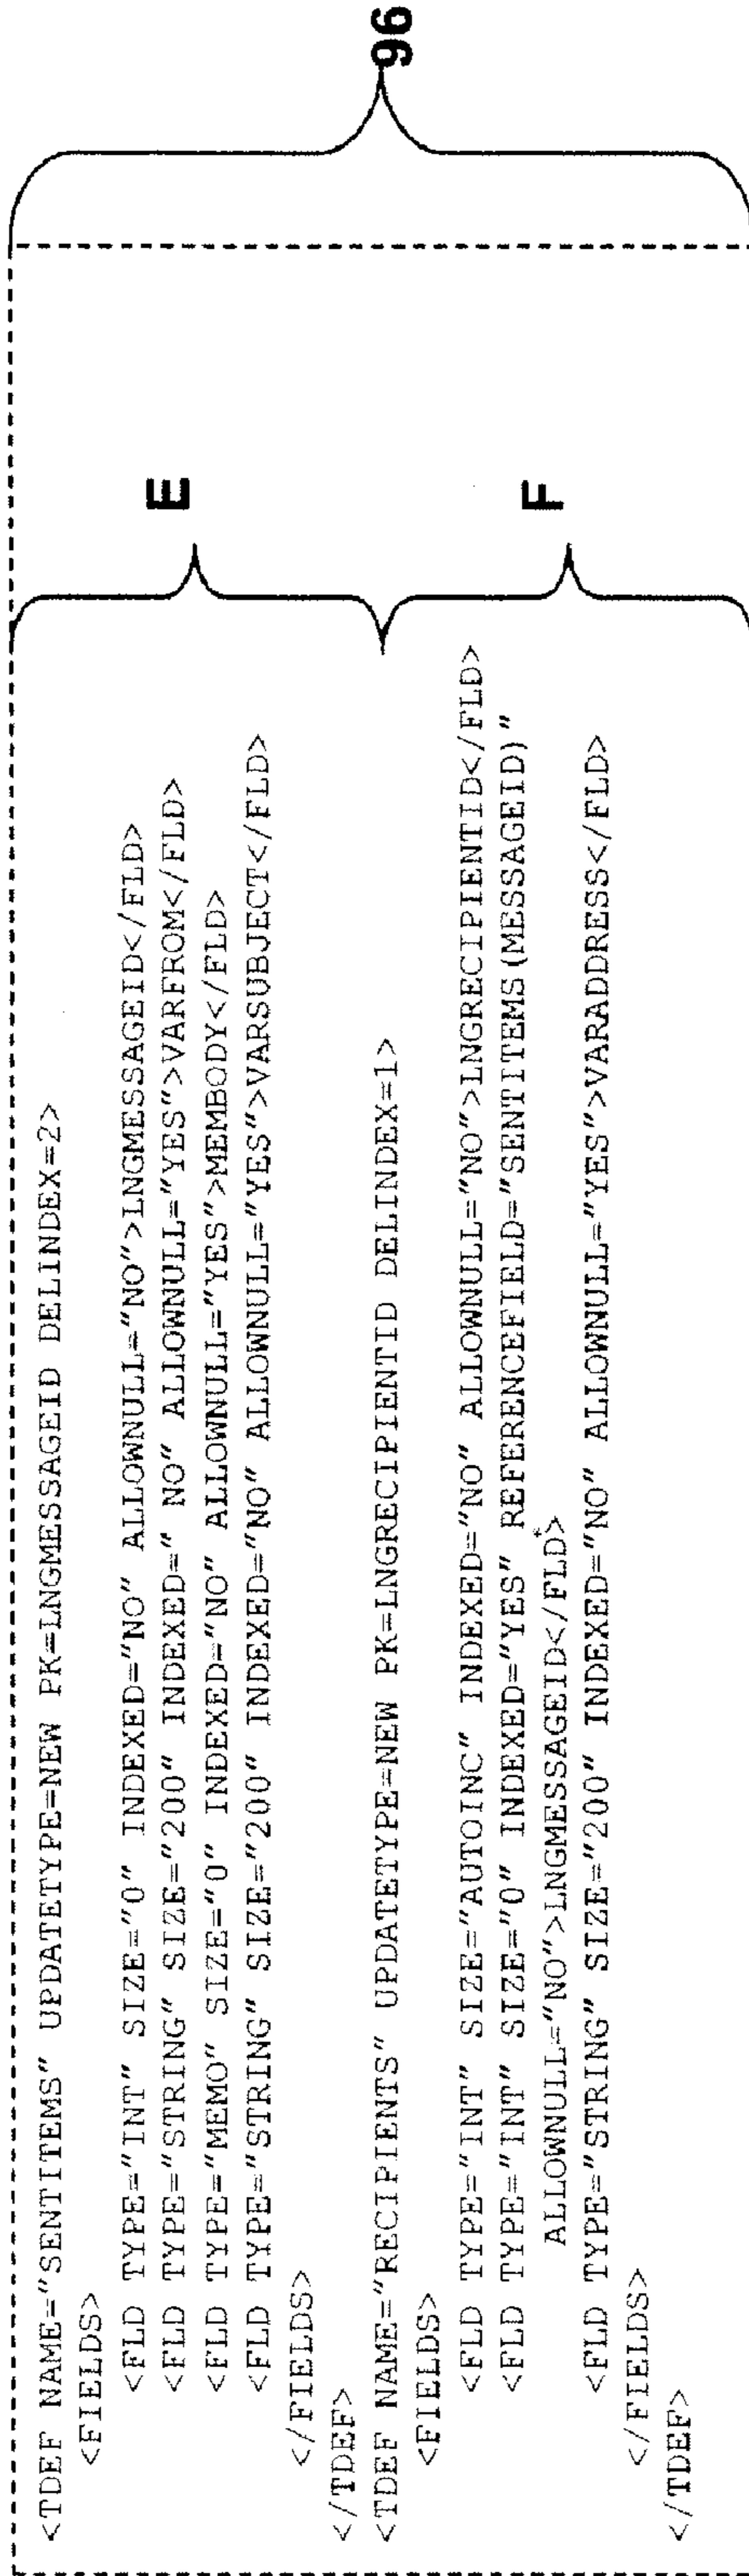 <TDEF NAME="SENTITEMS" UPDATETYPE=NEW PK=LNGMESSAGEID DELINDEX=2>
<FIELDS>
<FLD TYPE="INT" SIZE="0" INDEXED="NO" ALLOWNULL="NO">LNGMESSAGEID</FLD>
<FLD TYPE="STRING" SIZE="200" INDEXED=" NO" ALLOWNULL="YES">VARFROM</FLD>
<FLD TYPE="MEMO" SIZE="0" INDEXED="NO" ALLOWNULL="YES">MEMBODY</FLD>
<FLD TYPE="STRING" SIZE="200" INDEXED="NO" ALLOWNULL="YES">VARSUBJECT</FLD>
</FIELDS>
</TDEF>
<TDEF NAME="RECIPIENTS" UPDATETYPE=NEW PK=LNGRECIPIENTID DELINDEX=1>
<FIELDS>
<FLD TYPE="INT" SIZE="AUTOINC" INDEXED="NO" ALLOWNULL="NO">LNGRECIPIENTID</FLD>
<FLD TYPE="INT" SIZE="0" INDEXED="YES" REFERENCEFIELD="SENTITEMS(MESSAGEID)"
ALLOWNULL="NO">LNGMESSAGEID</FLD>
<FLD TYPE="STRING" SIZE="200" INDEXED="NO" ALLOWNULL="YES">VARADDRESS</FLD>
</FIELDS>
</TDEF>
E
F
96